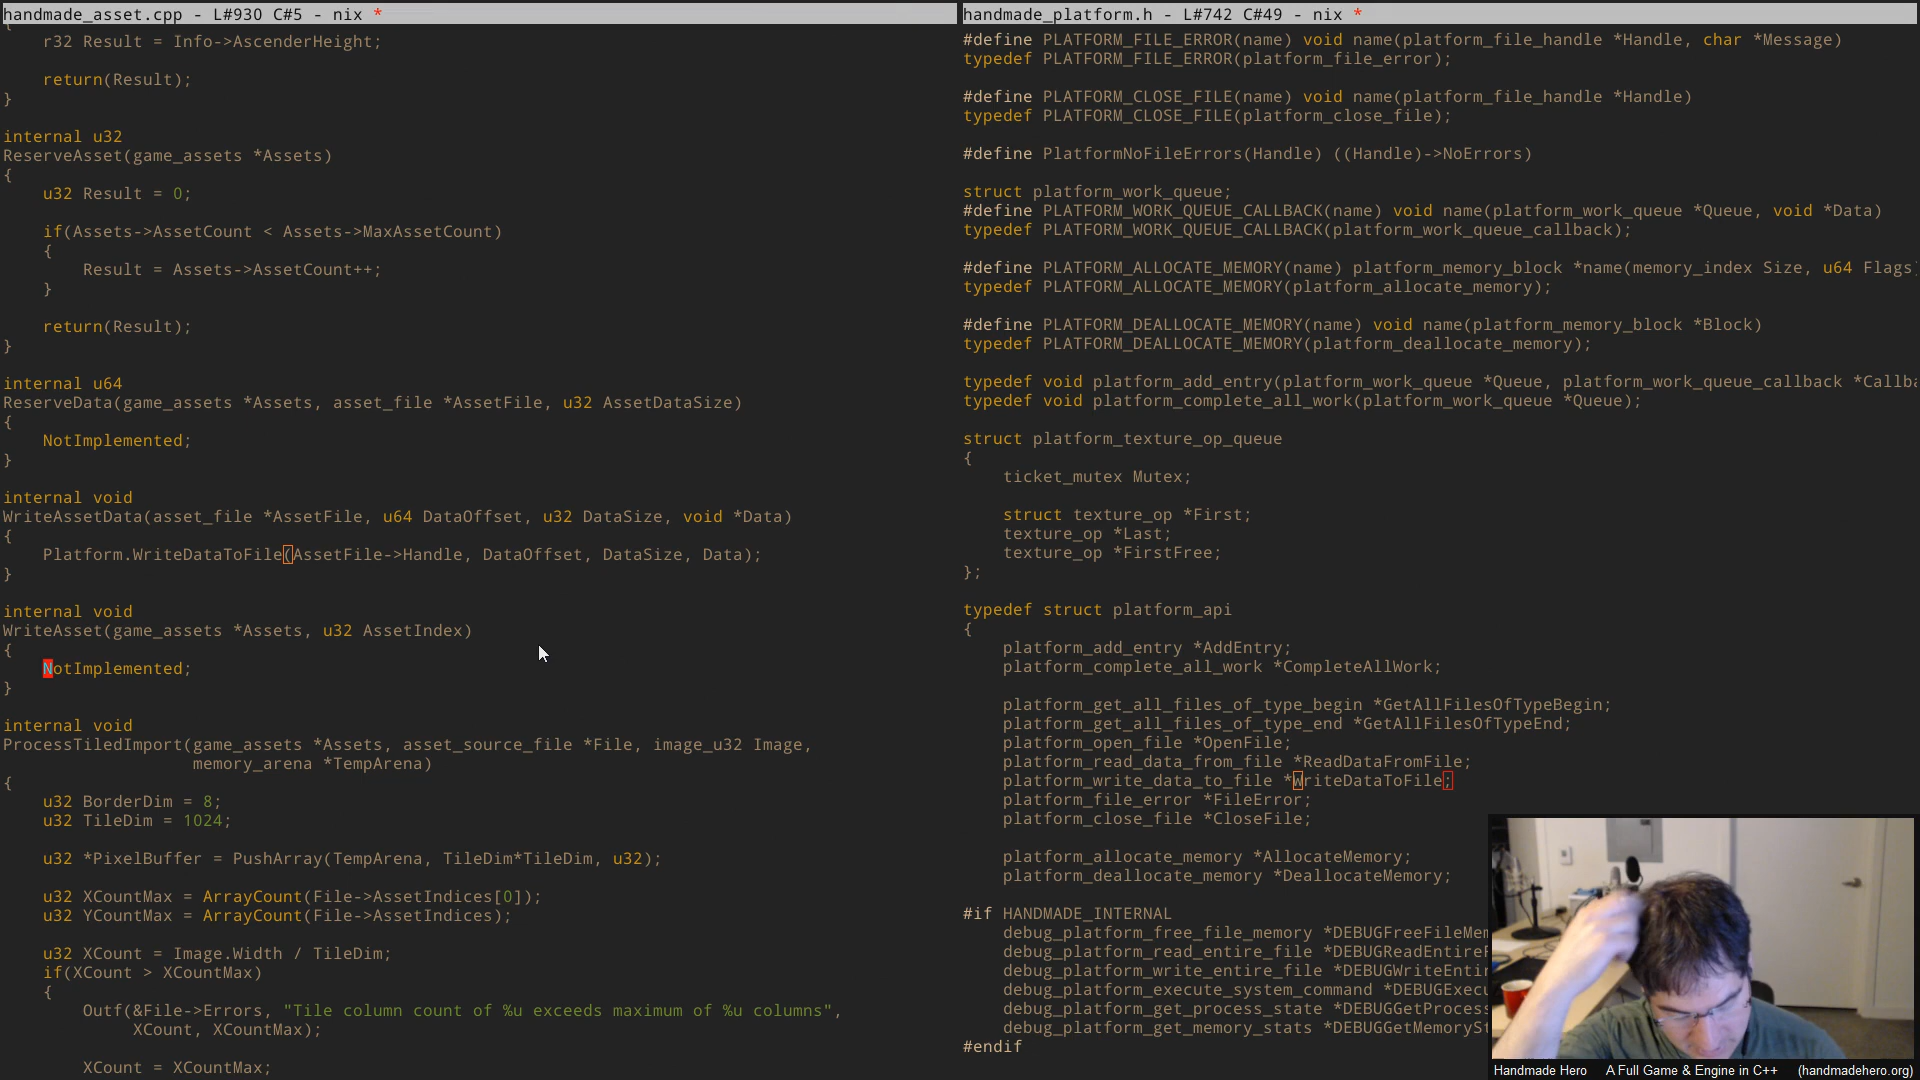 handmade_asset.cpp - L#930 C#5 - nix *
{
    r32 Result = Info->AscenderHeight;

    return(Result);
}

internal u32
ReserveAsset(game_assets *Assets)
{
    u32 Result = 0;

    if(Assets->AssetCount < Assets->MaxAssetCount)
    {
        Result = Assets->AssetCount++;
    }

    return(Result);
}

internal u64
ReserveData(game_assets *Assets, asset_file *AssetFile, u32 AssetDataSize)
{
    NotImplemented;
}

internal void
WriteAssetData(asset_file *AssetFile, u64 DataOffset, u32 DataSize, void *Data)
{
    Platform.WriteDataToFile(AssetFile->Handle, DataOffset, DataSize, Data);
}

internal void
WriteAsset(game_assets *Assets, u32 AssetIndex)
{
    NotImplemented;
}

internal void
ProcessTiledImport(game_assets *Assets, asset_source_file *File, image_u32 Image,
                   memory_arena *TempArena)
{
    u32 BorderDim = 8;
    u32 TileDim = 1024;

    u32 *PixelBuffer = PushArray(TempArena, TileDim*TileDim, u32);

    u32 XCountMax = ArrayCount(File->AssetIndices[0]);
    u32 YCountMax = ArrayCount(File->AssetIndices);

    u32 XCount = Image.Width / TileDim;
    if(XCount > XCountMax)
    {
        Outf(&File->Errors, "Tile column count of %u exceeds maximum of %u columns",
             XCount, XCountMax);

        XCount = XCountMax;
handmade_platform.h - L#742 C#49 - nix *
#define PLATFORM_FILE_ERROR(name) void name(platform_file_handle *Handle, char *Message)
typedef PLATFORM_FILE_ERROR(platform_file_error);

#define PLATFORM_CLOSE_FILE(name) void name(platform_file_handle *Handle)
typedef PLATFORM_CLOSE_FILE(platform_close_file);

#define PlatformNoFileErrors(Handle) ((Handle)->NoErrors)

struct platform_work_queue;
#define PLATFORM_WORK_QUEUE_CALLBACK(name) void name(platform_work_queue *Queue, void *Data)
typedef PLATFORM_WORK_QUEUE_CALLBACK(platform_work_queue_callback);

#define PLATFORM_ALLOCATE_MEMORY(name) platform_memory_block *name(memory_index Size, u64 Flags)
typedef PLATFORM_ALLOCATE_MEMORY(platform_allocate_memory);

#define PLATFORM_DEALLOCATE_MEMORY(name) void name(platform_memory_block *Block)
typedef PLATFORM_DEALLOCATE_MEMORY(platform_deallocate_memory);

typedef void platform_add_entry(platform_work_queue *Queue, platform_work_queue_callback *Callba
typedef void platform_complete_all_work(platform_work_queue *Queue);

struct platform_texture_op_queue
{
    ticket_mutex Mutex;

    struct texture_op *First;
    texture_op *Last;
    texture_op *FirstFree;
};

typedef struct platform_api
{
    platform_add_entry *AddEntry;
    platform_complete_all_work *CompleteAllWork;

    platform_get_all_files_of_type_begin *GetAllFilesOfTypeBegin;
    platform_get_all_files_of_type_end *GetAllFilesOfTypeEnd;
    platform_open_file *OpenFile;
    platform_read_data_from_file *ReadDataFromFile;
    platform_write_data_to_file *WriteDataToFile;
    platform_file_error *FileError;
    platform_close_file *CloseFile;

    platform_allocate_memory *AllocateMemory;
    platform_deallocate_memory *DeallocateMemory;

#if HANDMADE_INTERNAL
    debug_platform_free_file_memory *DEBUGFreeFileMem
    debug_platform_read_entire_file *DEBUGReadEntireF
    debug_platform_write_entire_file *DEBUGWriteEntir
    debug_platform_execute_system_command *DEBUGExecu
    debug_platform_get_process_state *DEBUGGetProcess
    debug_platform_get_memory_stats *DEBUGGetMemorySt
#endif
Handmade Hero A Full Game & Engine in C++ (handmadehero.org)